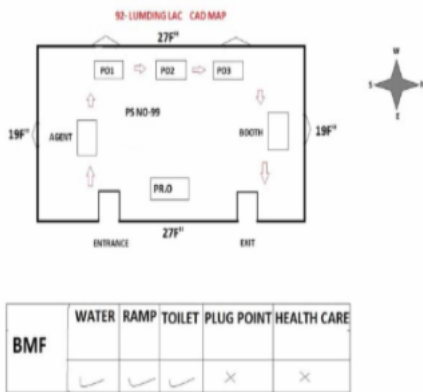 92- LUMDING LAC CAD MAP
27F"
PO1 PO2 PO3
W
S N
E
PS NO-99
19F" AGENT BOOTH 19F"
PR.O
27F"
ENTRANCE EXIT
BMF WATER RAMP TOILET PLUG POINT HEALTH CARE
✓ ✓ ✓ × ×